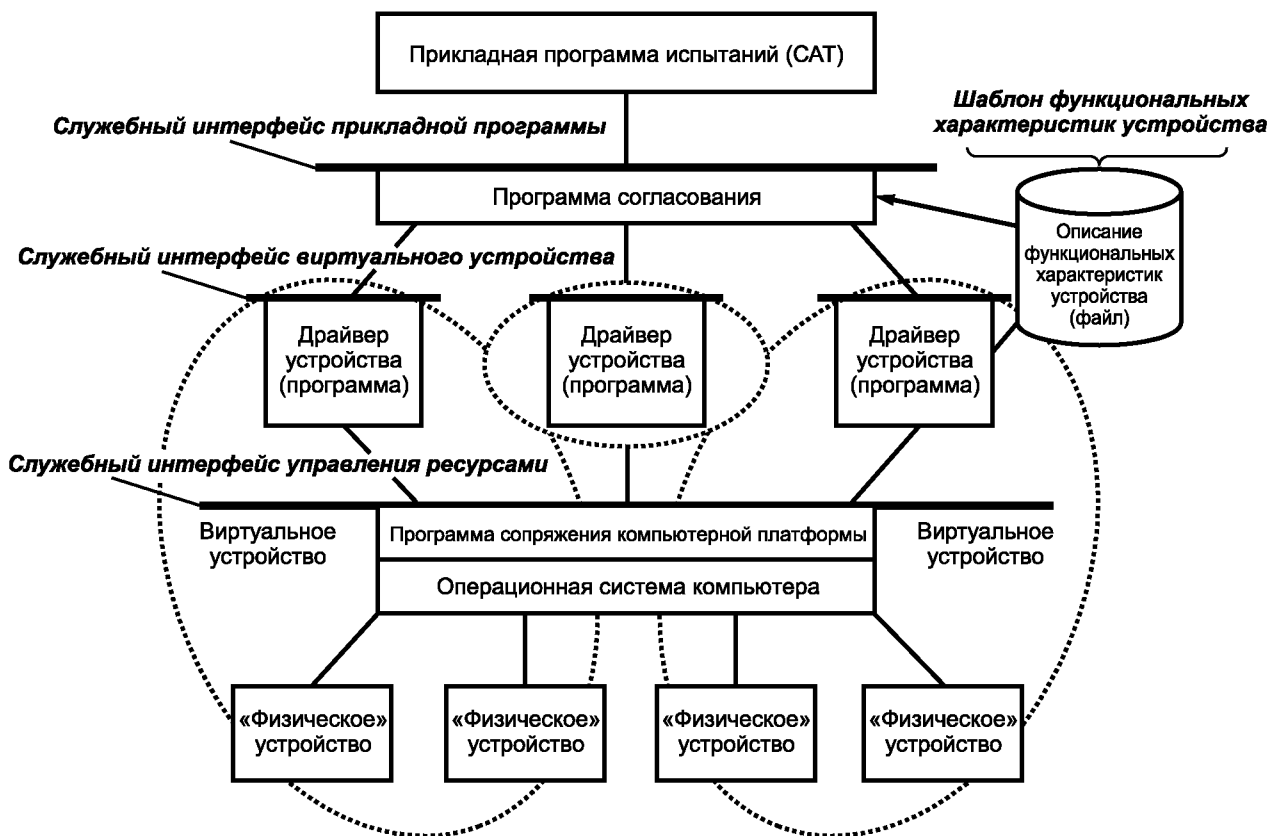 Прикладная программа испытаний (САТ)
Шаблон функциональных
характеристик устройства
Служебный интерфейс прикладной программы
Программа согласования
Описание
функциональных
характеристик
устройства
(файл)
Служебный интерфейс виртуального устройства
Драйвер
устройства
(программа)
Драйвер
устройства
(программа)
Драйвер
устройства
(программа)
Служебный интерфейс управления ресурсами
Виртуальное
устройство
Программа сопряжения компьютерной платформы
Виртуальное
устройство
Операционная система компьютера
«Физическое»
устройство
«Физическое»
устройство
«Физическое»
устройство
«Физическое»
устройство